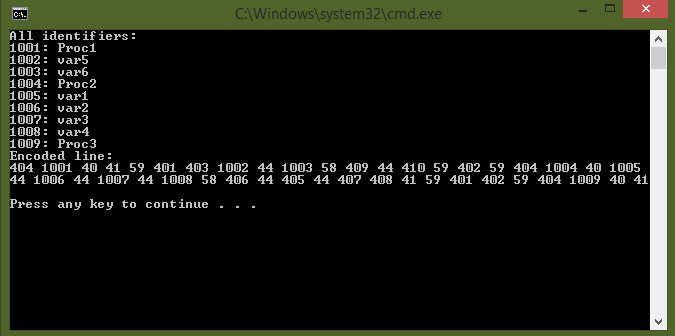 C:\Windows\system32\cmd.exe
All identifiers:
1001: Proc1
1002: var5
1003: var6
1004: Proc2
1005: var1
1006: var2
1007: var3
1008: var4
1009: Proc3
Encoded line:
404 1001 40 41 59 401 403 1002 44 1003 58 409 44 410 59 402 59 404 1004 40 1005
44 1006 44 1007 44 1008 58 406 44 405 44 407 408 41 59 401 402 59 404 1009 40 41
Press any key to continue . . .